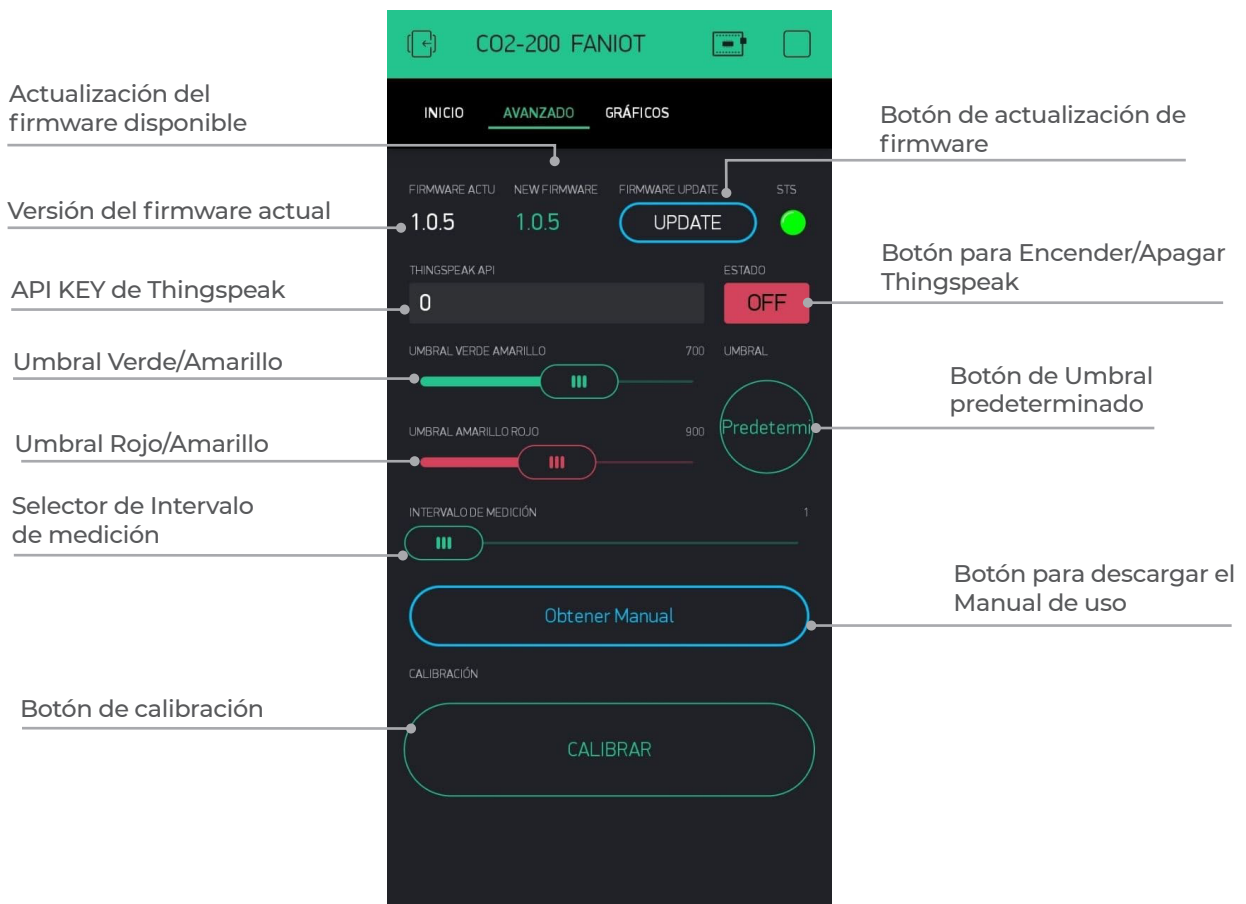 CO2-200 FANIOT
INICIO
AVANZADO
GRÁFICOS
Actualización del
firmware disponible
Botón de actualización de
firmware
FIRMWARE ACTU
NEW FIRMWARE
FIRMWARE UPDATE
STS
Versión del firmware actual
1.0.5
1.0.5
UPDATE
Botón para Encender/Apagar
Thingspeak
THINGSPEAK API
ESTADO
API KEY de Thingspeak
0
OFF
UMBRAL VERDE AMARILLO
700
UMBRAL
Umbral Verde/Amarillo
Botón de Umbral
predeterminado
Predetermi
UMBRAL AMARILLO ROJO
900
Umbral Rojo/Amarillo
Selector de Intervalo
de medición
INTERVALO DE MEDICIÓN
1
Botón para descargar el
Manual de uso
Obtener Manual
CALIBRACIÓN
Botón de calibración
CALIBRAR